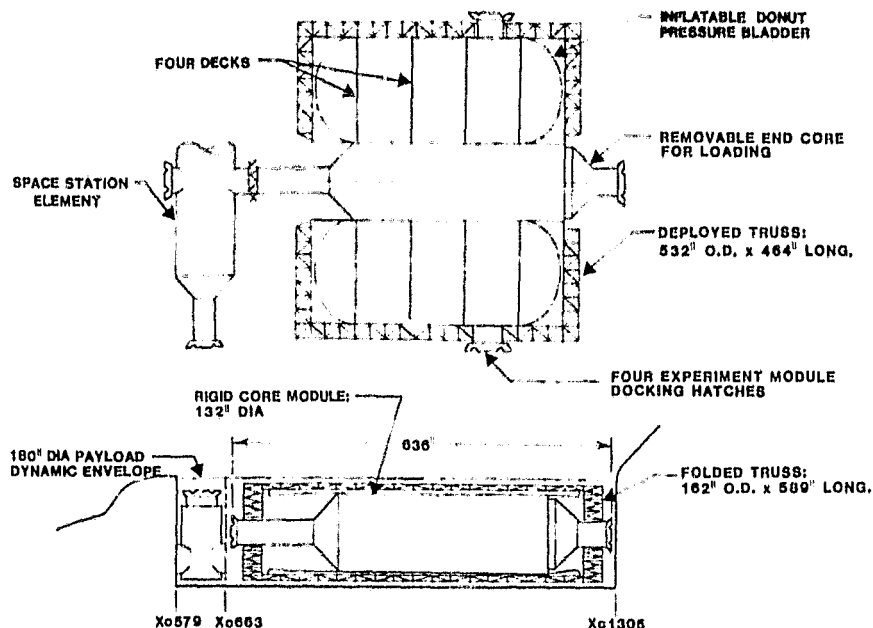 INFLATABLE DONUT
PRESSURE BLADDER
FOUR DECKS
REMOVABLE END CORE
FOR LOADING
SPACE STATION
ELEMENT
DEPLOYED TRUSS:
532" O.D. x 464" LONG.
FOUR EXPERIMENT MODULE
DOCKING HATCHES
RIGID CORE MODULE:
132" DIA
636"
180" DIA PAYLOAD
DYNAMIC ENVELOPE
FOLDED TRUSS:
162" O.D. x 589" LONG.
Xo579 Xo663 Xo1305